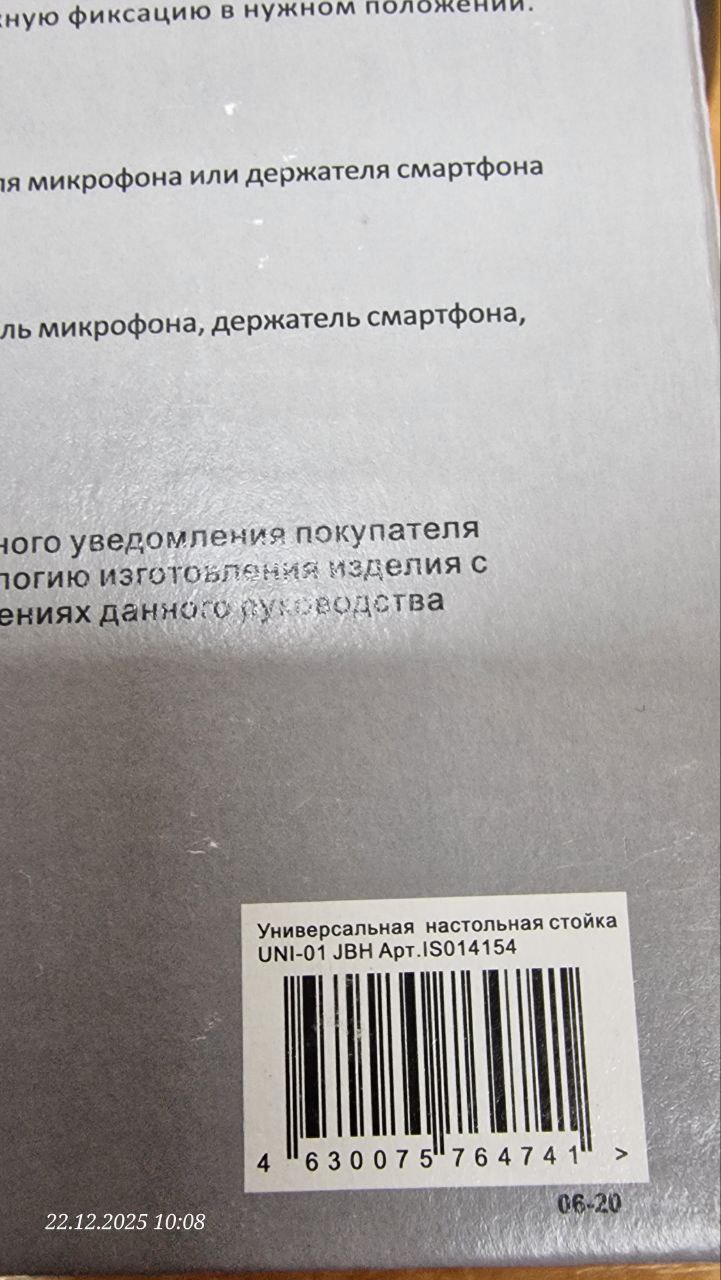 жную фиксацию в нужном положении.
ля микрофона или держателя смартфона
ль микрофона, держатель смартфона,
ного уведомления покупателя
логию изготовления изделия с
ениях данного руководства
Универсальная настольная стойка
UNI-01 JBH Арт.IS014154
4 630075 764741 >
06-20
22.12.2025 10:08